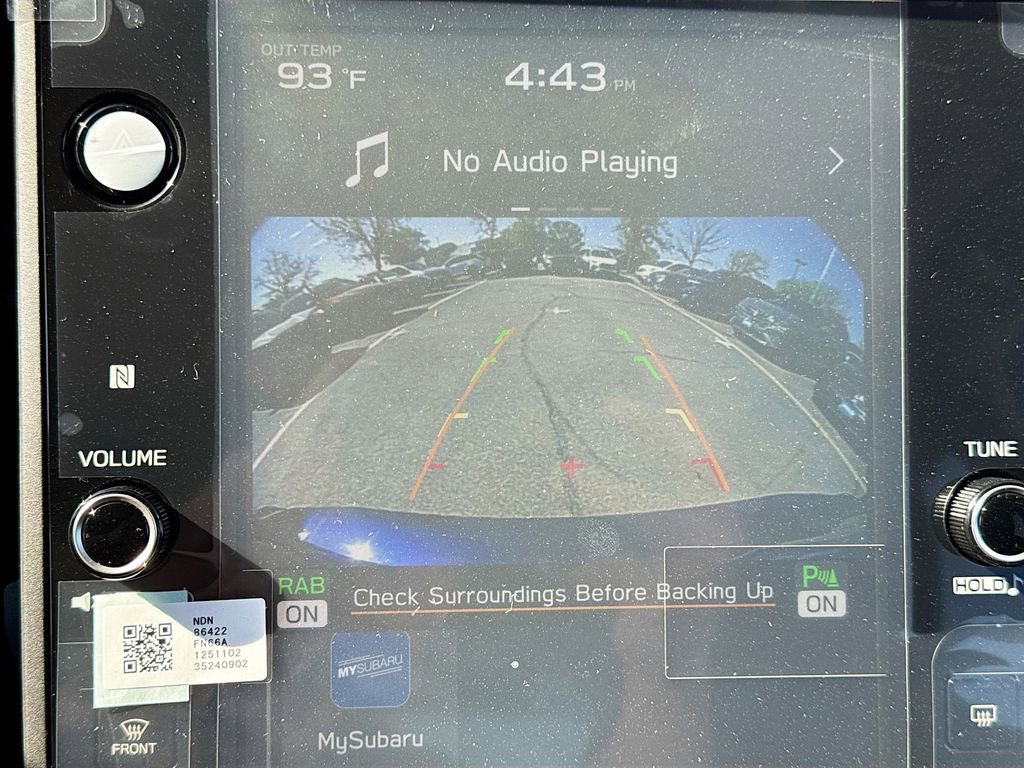 OUT TEMP
93 °F
4:43 PM
No Audio Playing
VOLUME
TUNE
HOLD
RAB
ON
Check Surroundings Before Backing Up
P
ON
NDN
86422
FN66A
1251102
35240902
MYSUBARU
MySubaru
FRONT